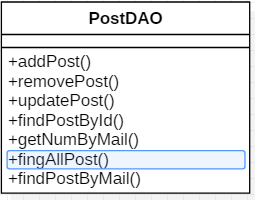 PostDAO
+addPost()
+removePost()
+updatePost()
+findPostById()
+getNumByMail()
+fingAllPost()
+findPostByMail()